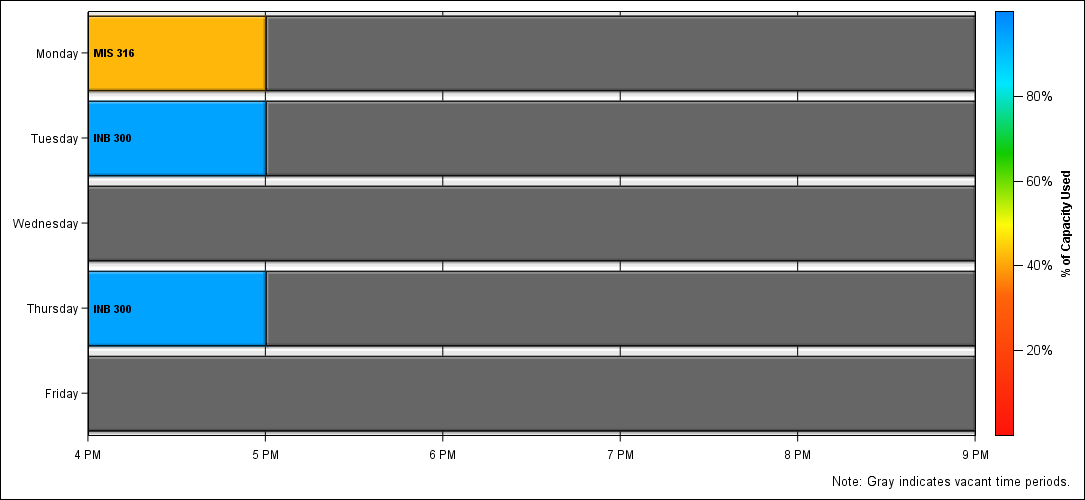 Monday
MIS 316
Tuesday
INB 300
Wednesday
Thursday
INB 300
Friday
4 PM 5 PM 6 PM 7 PM 8 PM 9 PM
80%
60%
40%
20%
% of Capacity Used
Note: Gray indicates vacant time periods.